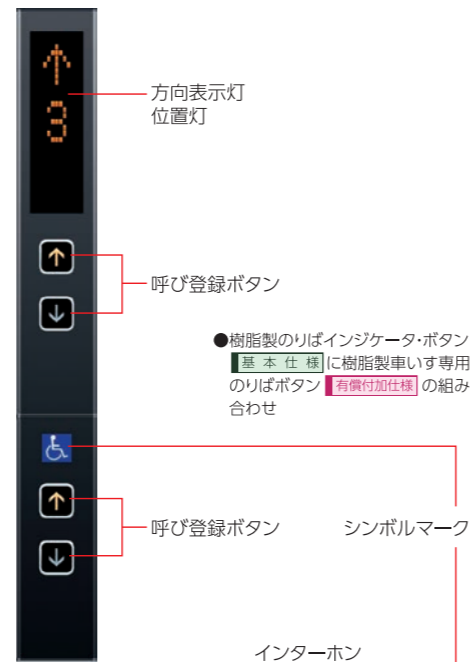 3
方向表示灯
位置灯
呼び登録ボタン
●樹脂製のりばインジケータ・ボタン
基本仕様に樹脂製車いす専用
のりばボタン 有償付加仕様 の組み
合わせ
呼び登録ボタン
シンボルマーク
インターホン